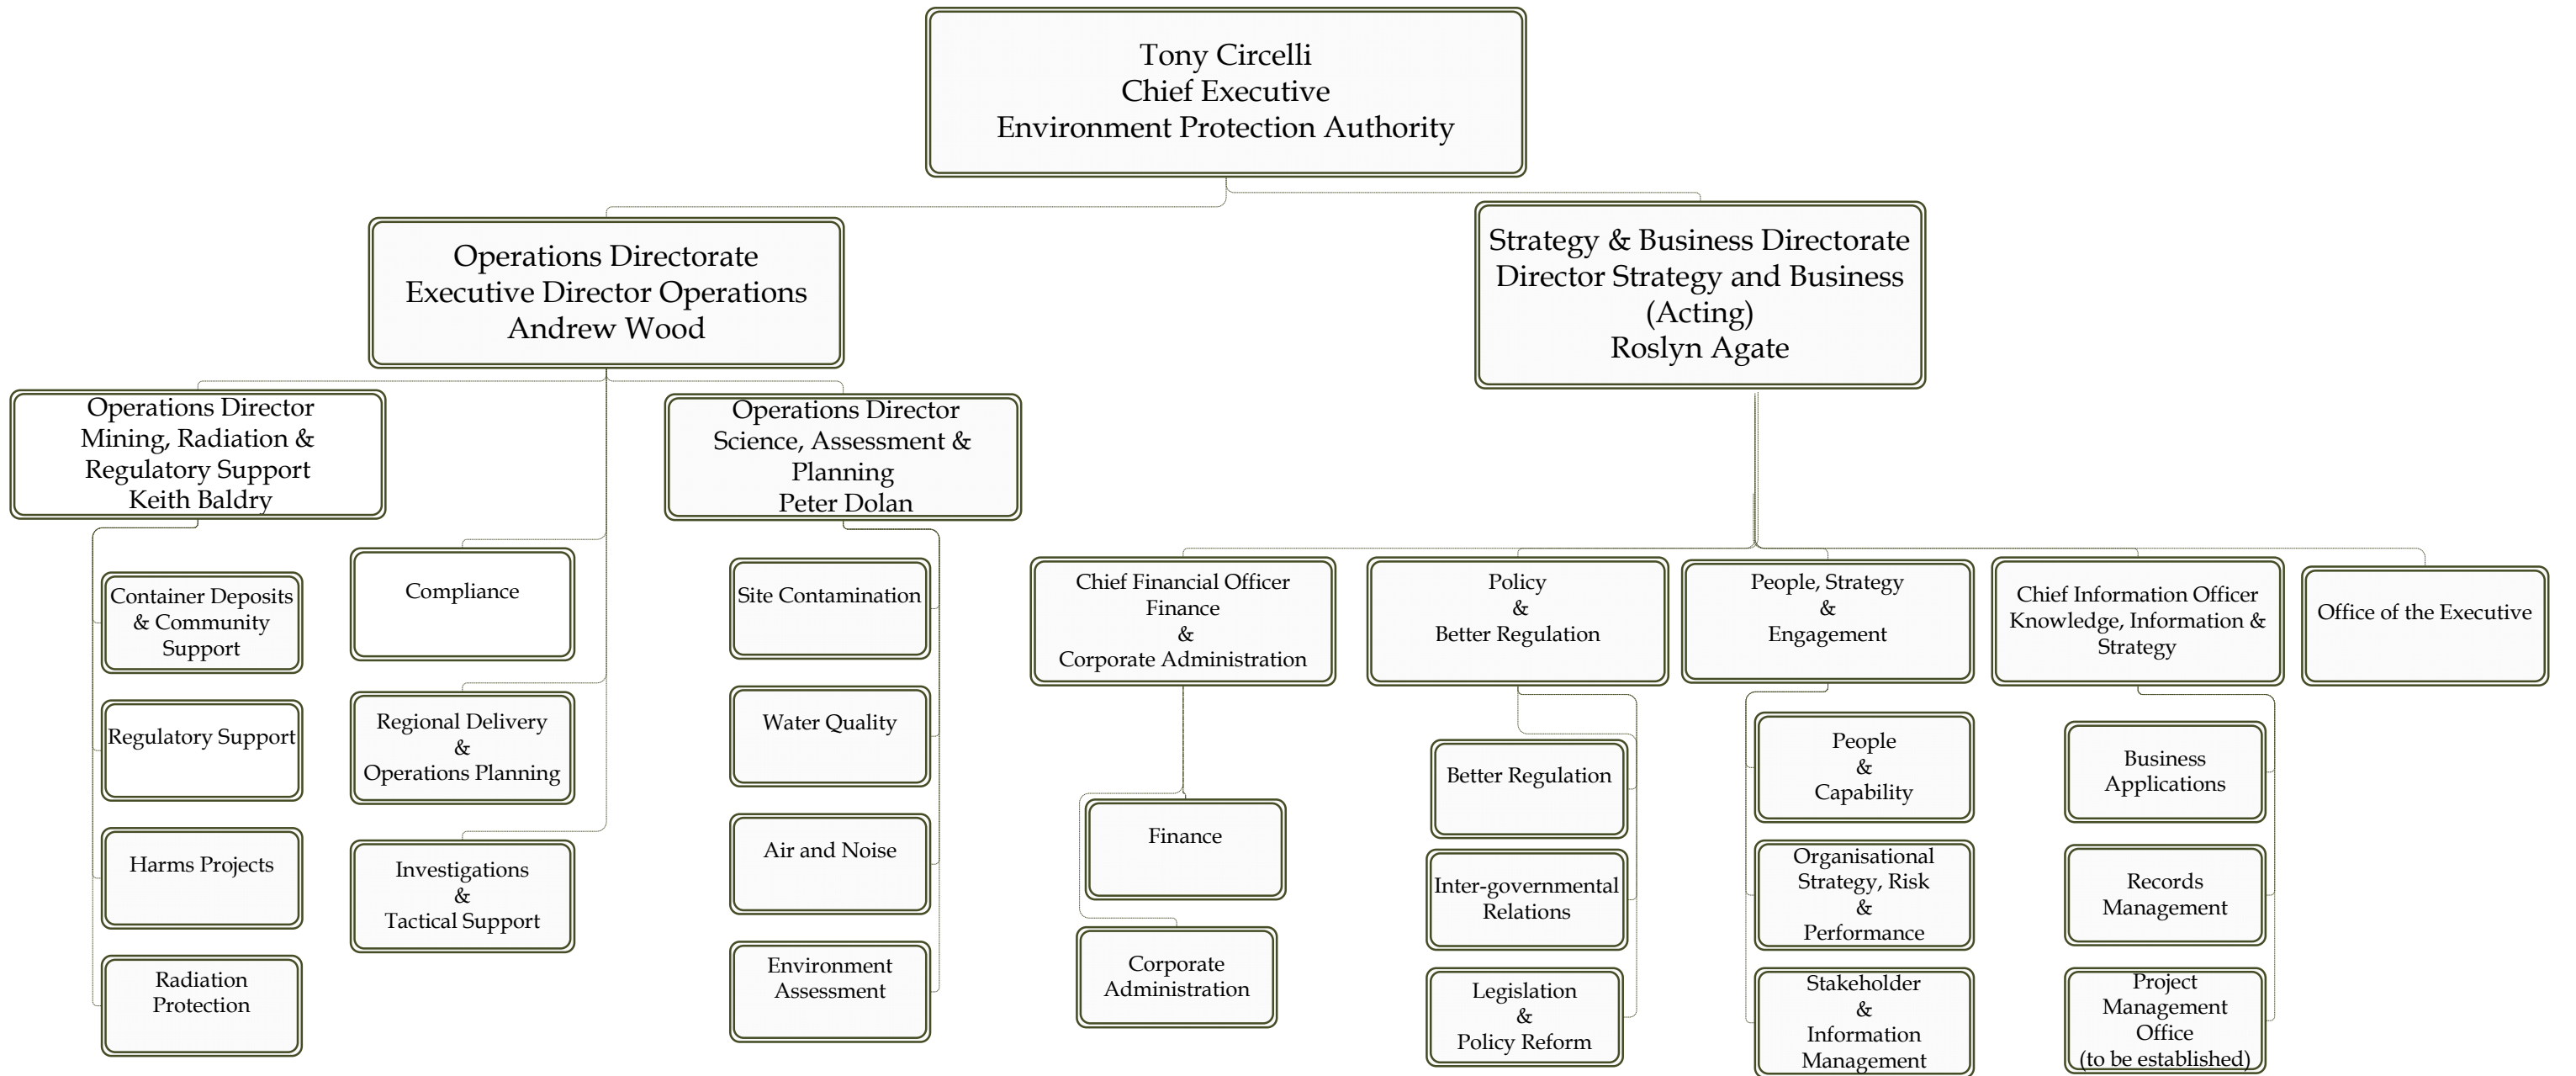 Tony Circelli
Chief Executive
Environment Protection Authority
Operations Directorate
Executive Director Operations
Andrew Wood
Strategy & Business Directorate
Director Strategy and Business
(Acting)
Roslyn Agate
Operations Director
Mining, Radiation &
Regulatory Support
Keith Baldry
Operations Director
Science, Assessment &
Planning
Peter Dolan
Container Deposits
& Community
Support
Regulatory Support
Harms Projects
Radiation
Protection
Compliance
Regional Delivery
&
Operations Planning
Investigations
&
Tactical Support
Site Contamination
Water Quality
Air and Noise
Environment
Assessment
Chief Financial Officer
Finance
&
Corporate Administration
Finance
Corporate
Administration
Policy
&
Better Regulation
Better Regulation
Inter-governmental
Relations
Legislation
&
Policy Reform
People, Strategy
&
Engagement
People
&
Capability
Organisational
Strategy, Risk
&
Performance
Stakeholder
&
Information
Management
Chief Information Officer
Knowledge, Information &
Strategy
Business
Applications
Records
Management
Project
Management
Office
(to be established)
Office of the Executive